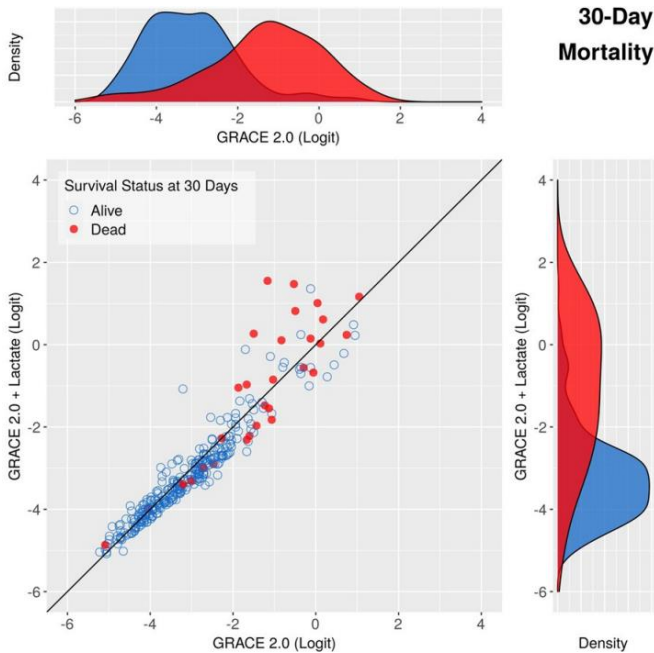 30-Day
Mortality
Density
-6 -4 -2 0 2 4
GRACE 2.0 (Logit)
Survival Status at 30 Days
Alive
Dead
GRACE 2.0 + Lactate (Logit)
4
2
0
-2
-4
-6
-6 -4 -2 0 2 4
GRACE 2.0 (Logit)
GRACE 2.0 + Lactate (Logit)
4
2
0
-2
-4
-6
Density